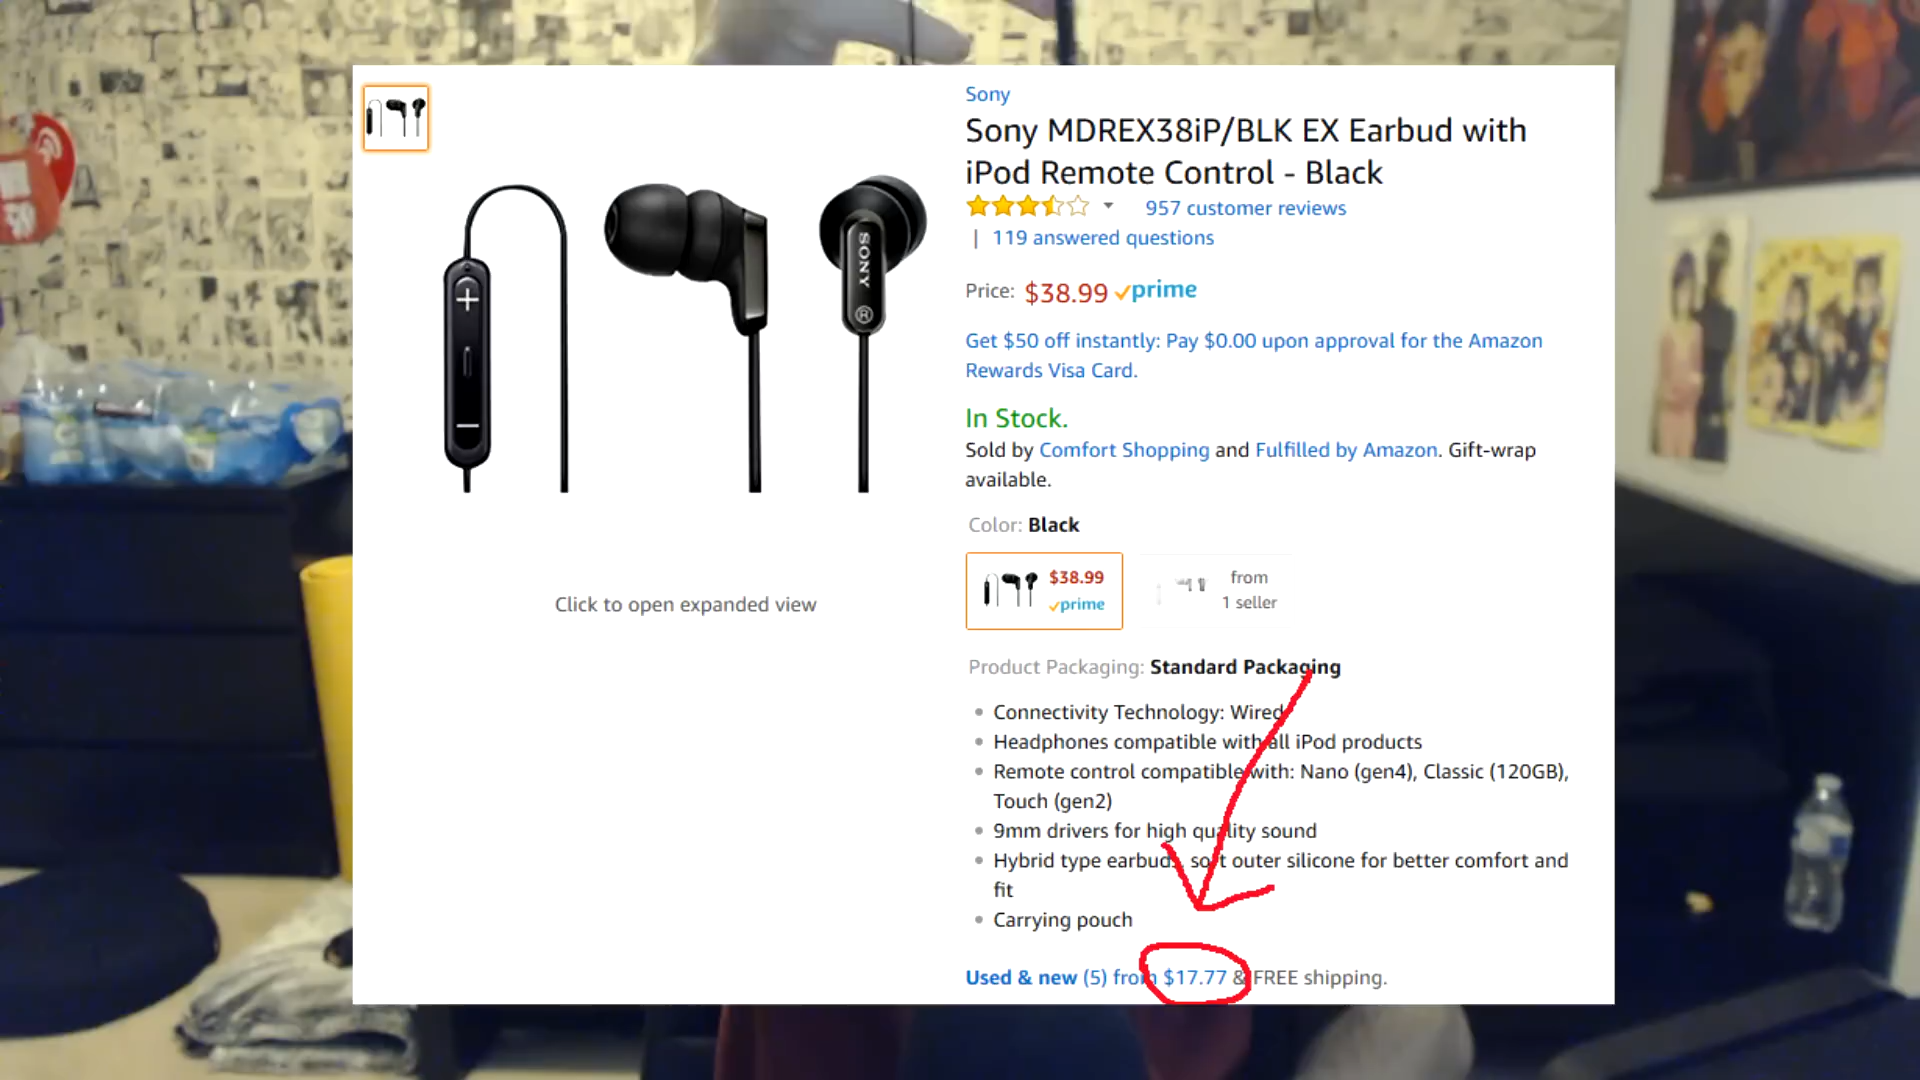 Sony
Sony MDREX38iP/BLK EX Earbud with
iPod Remote Control - Black
957 customer reviews
| 119 answered questions
Price: $38.99 prime
Get $50 off instantly: Pay $0.00 upon approval for the Amazon
Rewards Visa Card.
In Stock.
Sold by Comfort Shopping and Fulfilled by Amazon. Gift-wrap
available.
Color: Black
$38.99
prime
from
1 seller
Product Packaging: Standard Packaging
• Connectivity Technology: Wired
• Headphones compatible with all iPod products
• Remote control compatible with: Nano (gen4), Classic (120GB),
Touch (gen2)
• 9mm drivers for high quality sound
• Hybrid type earbuds, soft outer silicone for better comfort and
fit
• Carrying pouch
Used & new (5) from $17.77 & FREE shipping.
Click to open expanded view
SONY
R
+
−